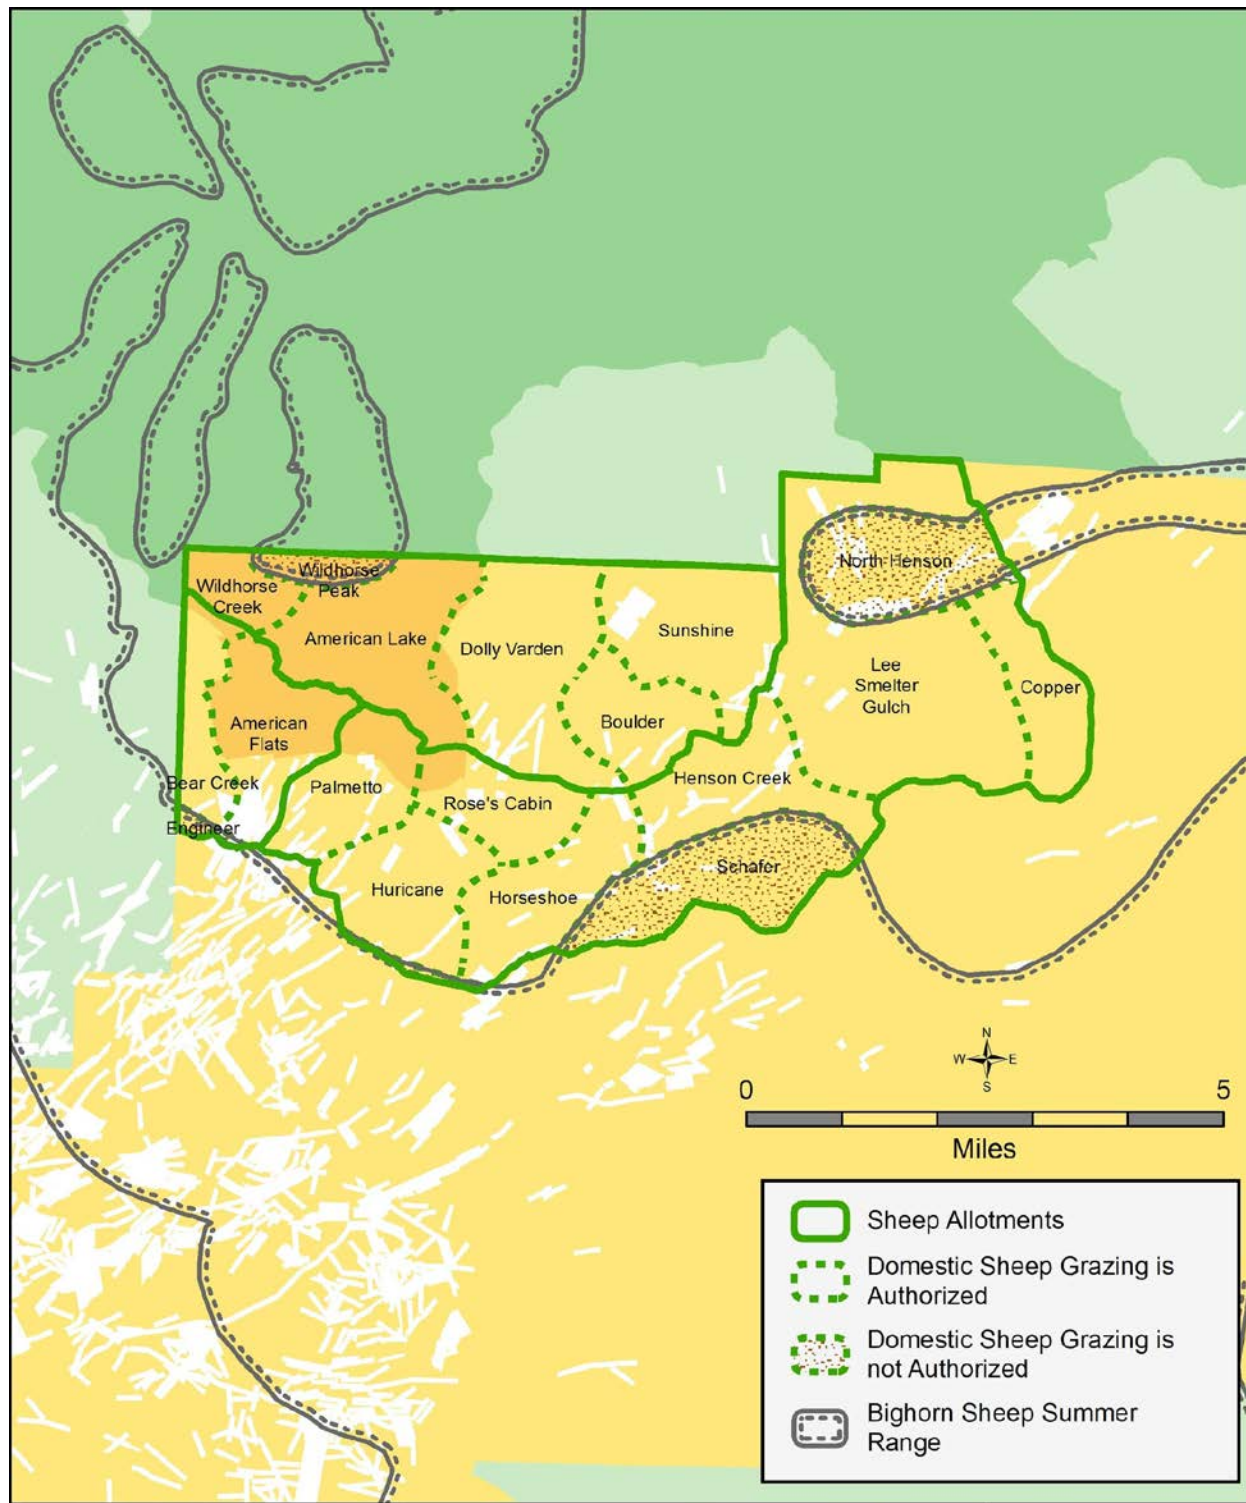 North Henson
Wildhorse
Peak
Wildhorse
Creek
American Lake
Dolly Varden
Sunshine
Lee
Smelter
Gulch
Copper
American
Flats
Boulder
Bear Creek
Palmetto
Rose's Cabin
Henson Creek
Engineer
Schafer
Huricane
Horseshoe
N
W
E
S
0
5
Miles
Sheep Allotments
Domestic Sheep Grazing is
Authorized
Domestic Sheep Grazing is
not Authorized
Bighorn Sheep Summer
Range